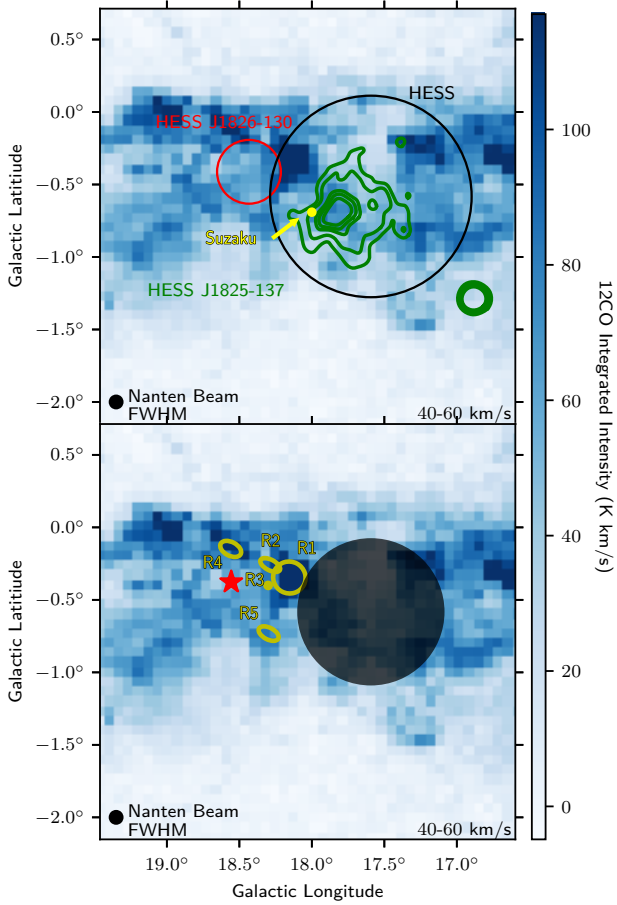 0.5°
0.0°
−0.5°
−1.0°
−1.5°
−2.0°
Galactic Latitiude
HESS
HESS J1826-130
Suzaku
HESS J1825-137
Nanten Beam
FWHM
40-60 km/s
0.5°
0.0°
−0.5°
−1.0°
−1.5°
−2.0°
Galactic Latitiude
R2
R1
R4
R3
R5
Nanten Beam
FWHM
40-60 km/s
19.0°
18.5°
18.0°
17.5°
17.0°
Galactic Longitude
100
80
60
40
20
0
12CO Integrated Intensity (K km/s)